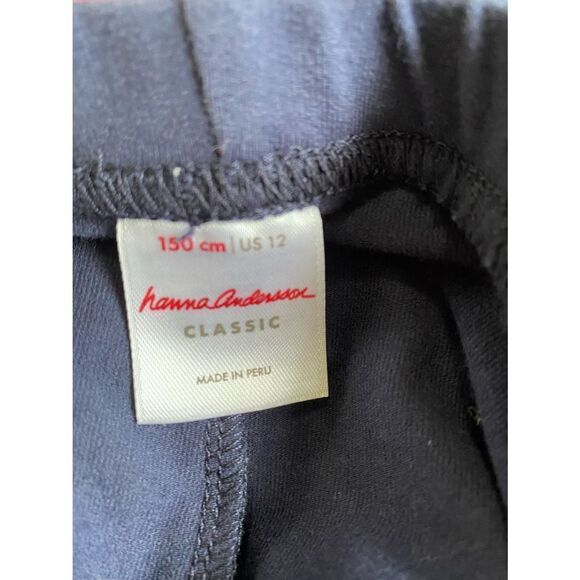 150 cm | US 12
hanna andersson
CLASSIC
MADE IN PERU